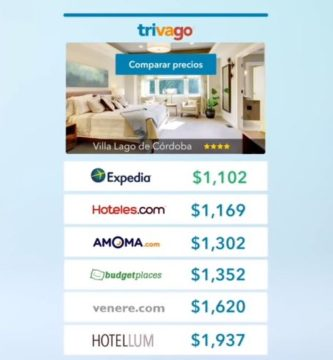 trivago
Comparar precios
Villa Lago de Córdoba
Expedia $1,102
Hoteles.com $1,169
AMOMA.com $1,302
budgetplaces $1,352
venere.com $1,620
HOTELLUM $1,937